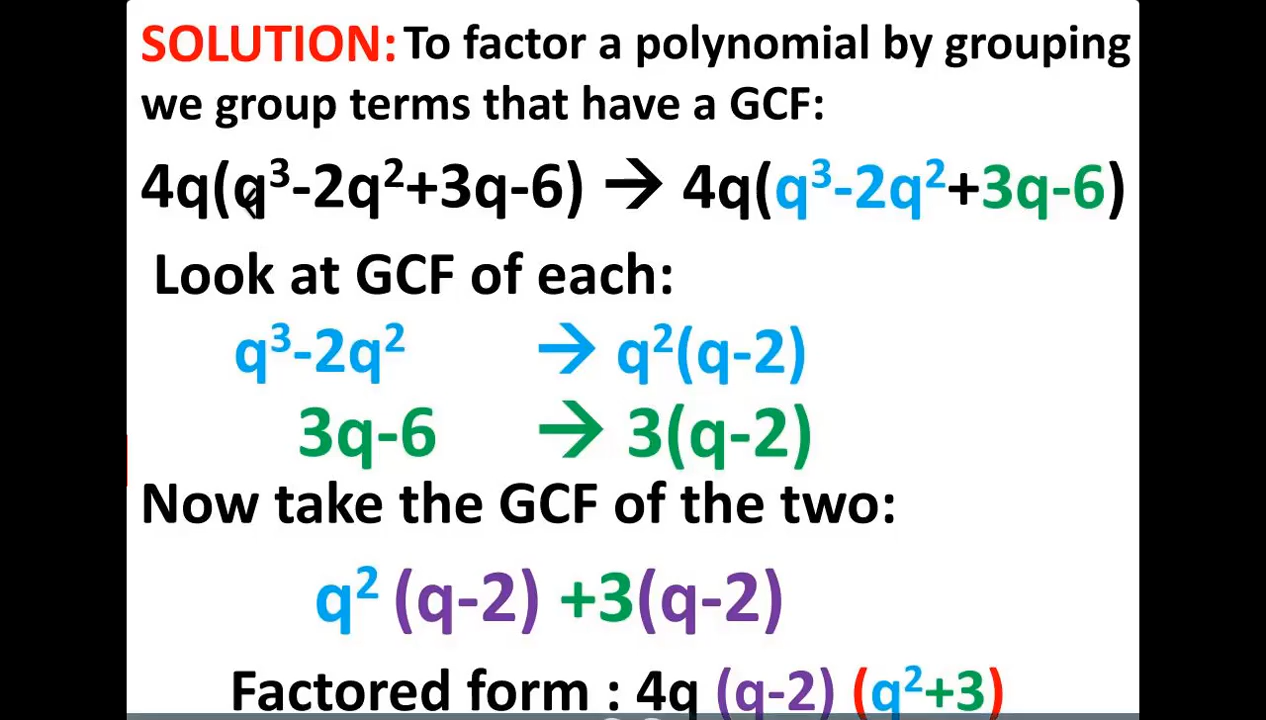 SOLUTION: To factor a polynomial by grouping
we group terms that have a GCF:
4q(q³-2q²+3q-6) → 4q(q³-2q²+3q-6)
Look at GCF of each:
q³-2q² → q²(q-2)
3q-6 → 3(q-2)
Now take the GCF of the two:
q² (q-2) +3(q-2)
Factored form : 4q (q-2) (q²+3)